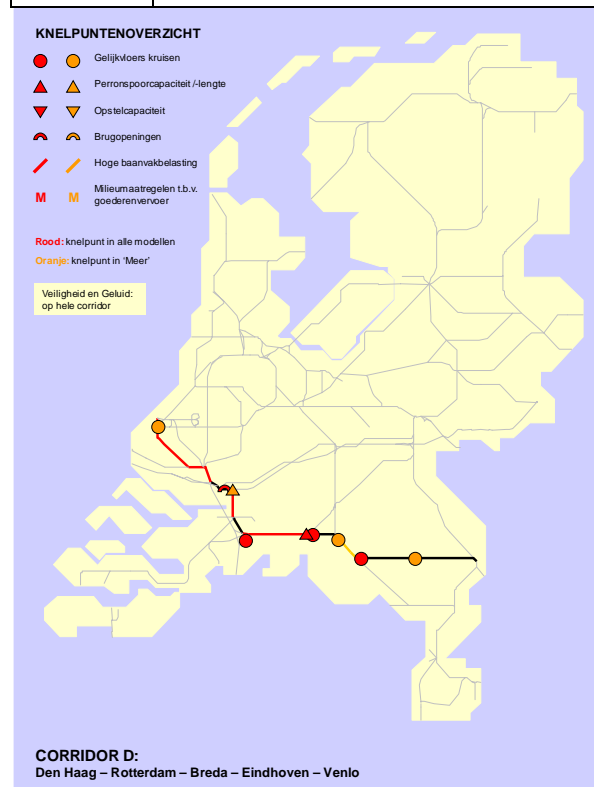 KNELPUNTENOVERZICHT
Gelijkvloers kruisen
Perronspoorcapaciteit /-lengte
Opstelcapaciteit
Brugopeningen
Hoge baanvakbelasting
M M Milieumaatregelen t.b.v.
goederenvervoer
Rood: knelpunt in alle modellen
Oranje: knelpunt in 'Meer'
Veiligheid en Geluid:
op hele corridor
CORRIDOR D:
Den Haag – Rotterdam – Breda – Eindhoven – Venlo